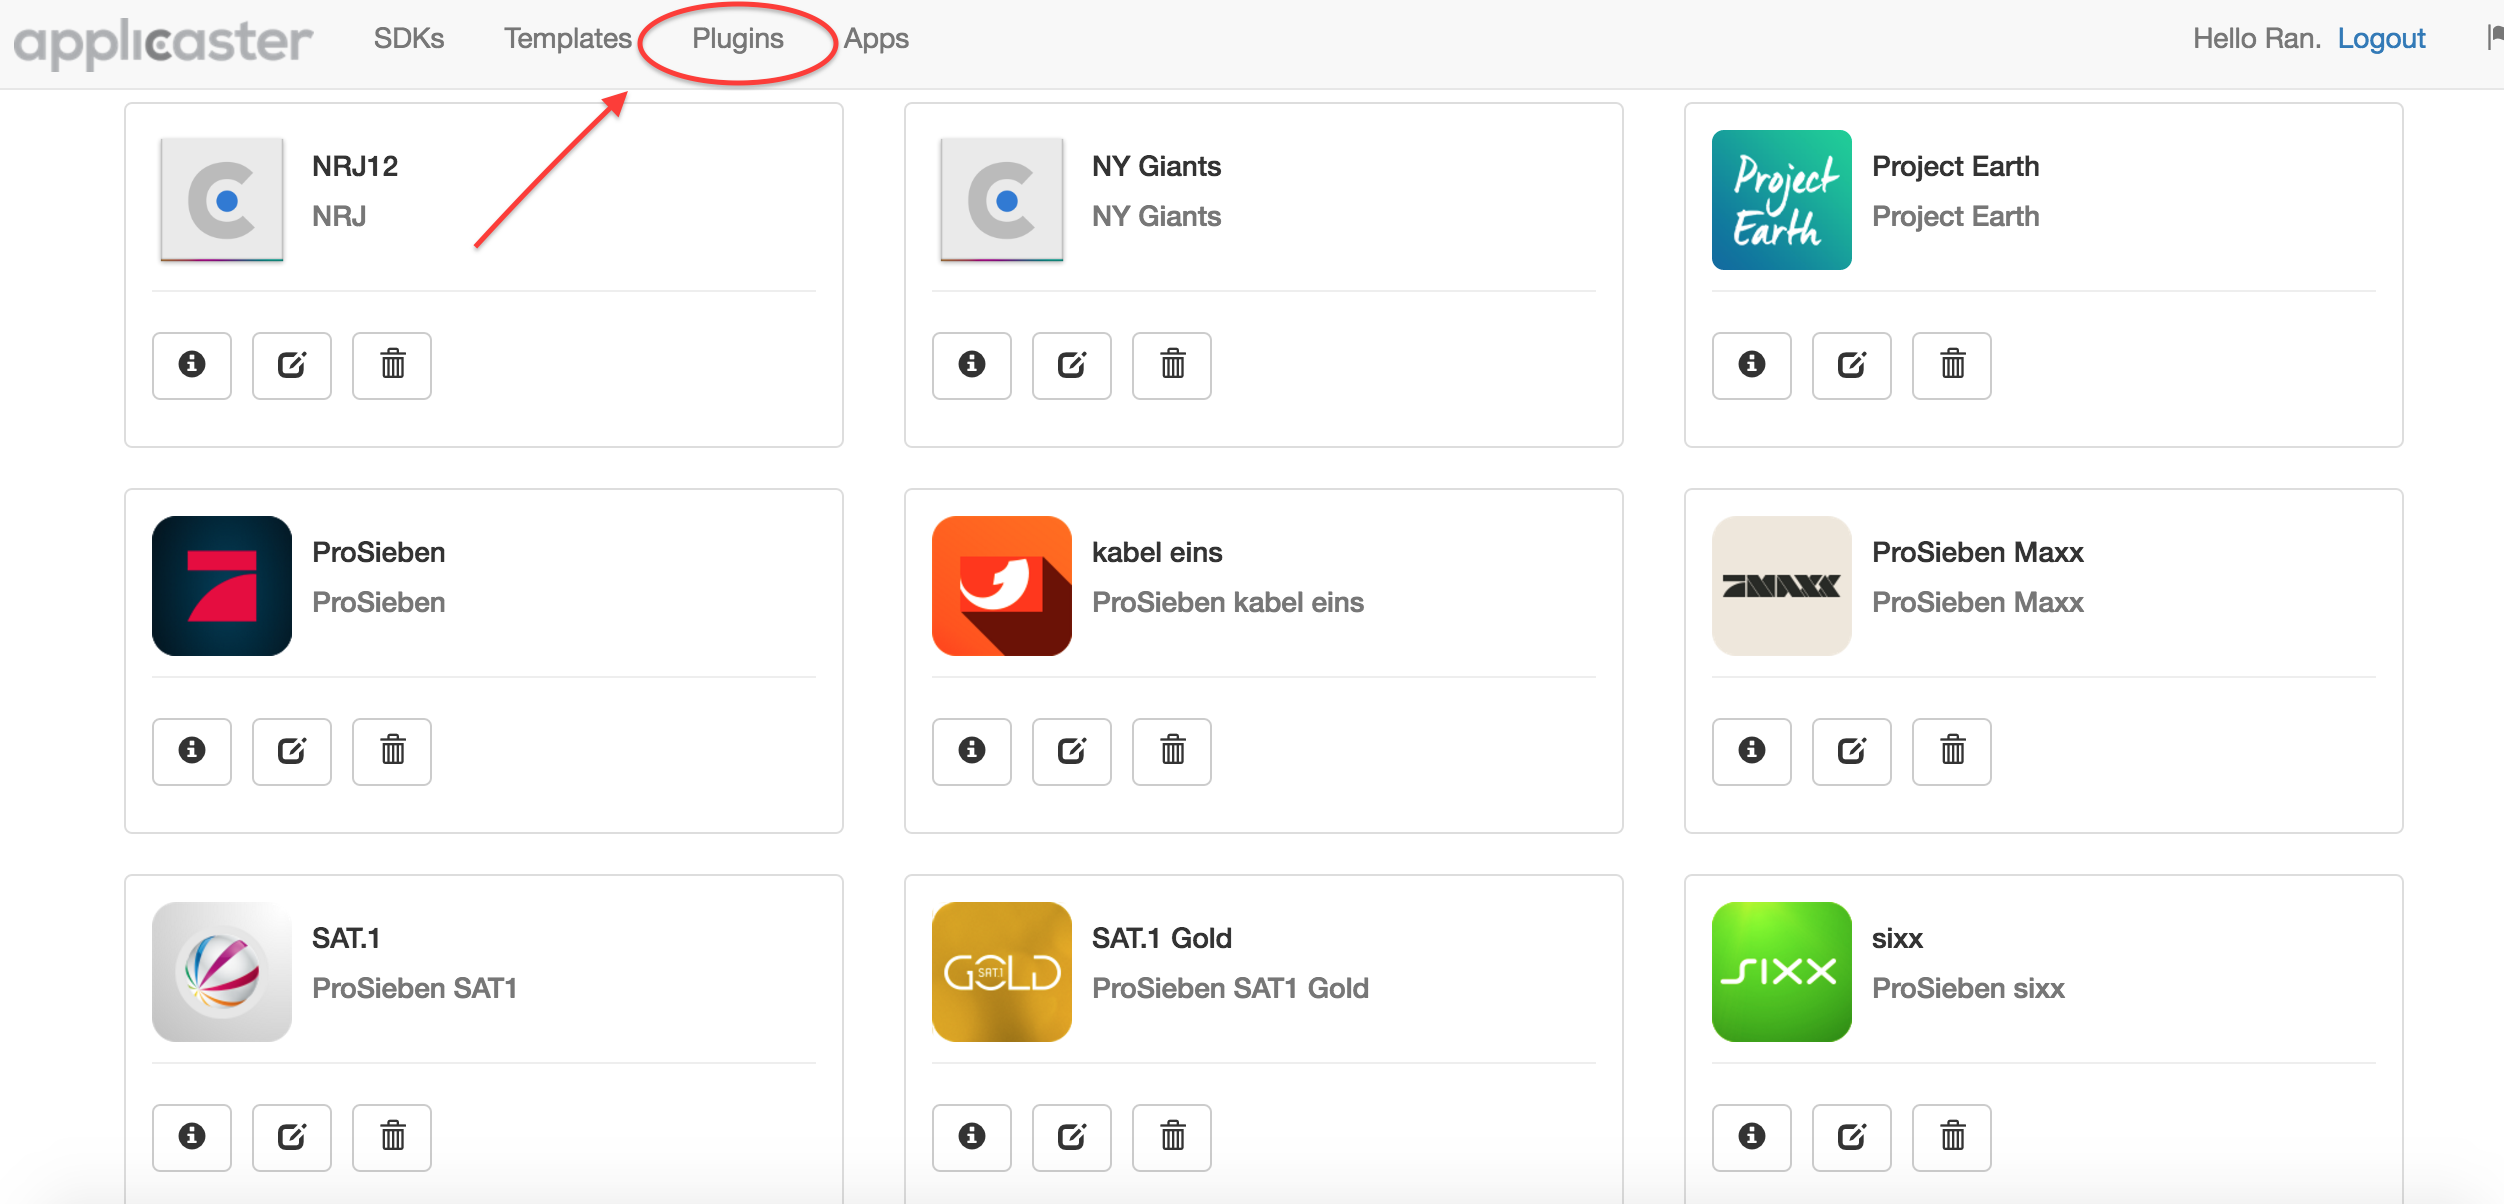 applicaster SDKs Templates Plugins Apps Hello Ran. Logout
NRJ12
NRJ
NY Giants
NY Giants
Project
Earth
Project Earth
Project Earth
ProSieben
ProSieben
kabel eins
ProSieben kabel eins
7MAXX
ProSieben Maxx
ProSieben Maxx
SAT.1
ProSieben SAT1
GOLD
SAT.1
SAT.1 Gold
ProSieben SAT1 Gold
sixx
sixx
ProSieben sixx